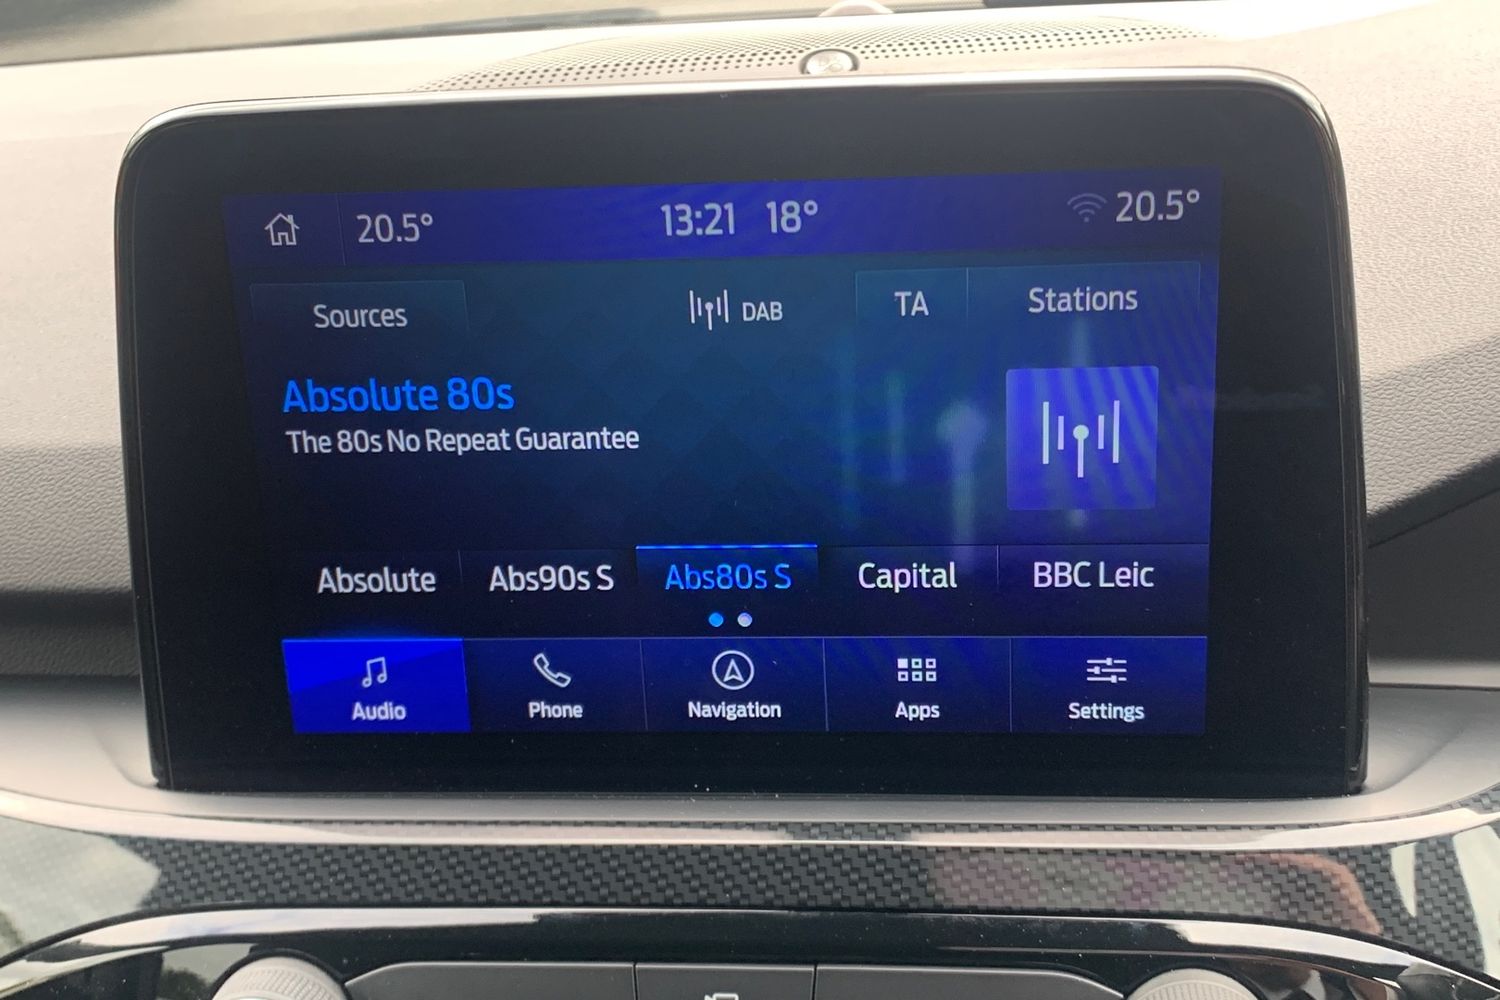 20.5° 13:21 18° 20.5°
Sources DAB TA Stations
Absolute 80s
The 80s No Repeat Guarantee
Absolute Abs90s S Abs80s S Capital BBC Leic
Audio Phone Navigation Apps Settings